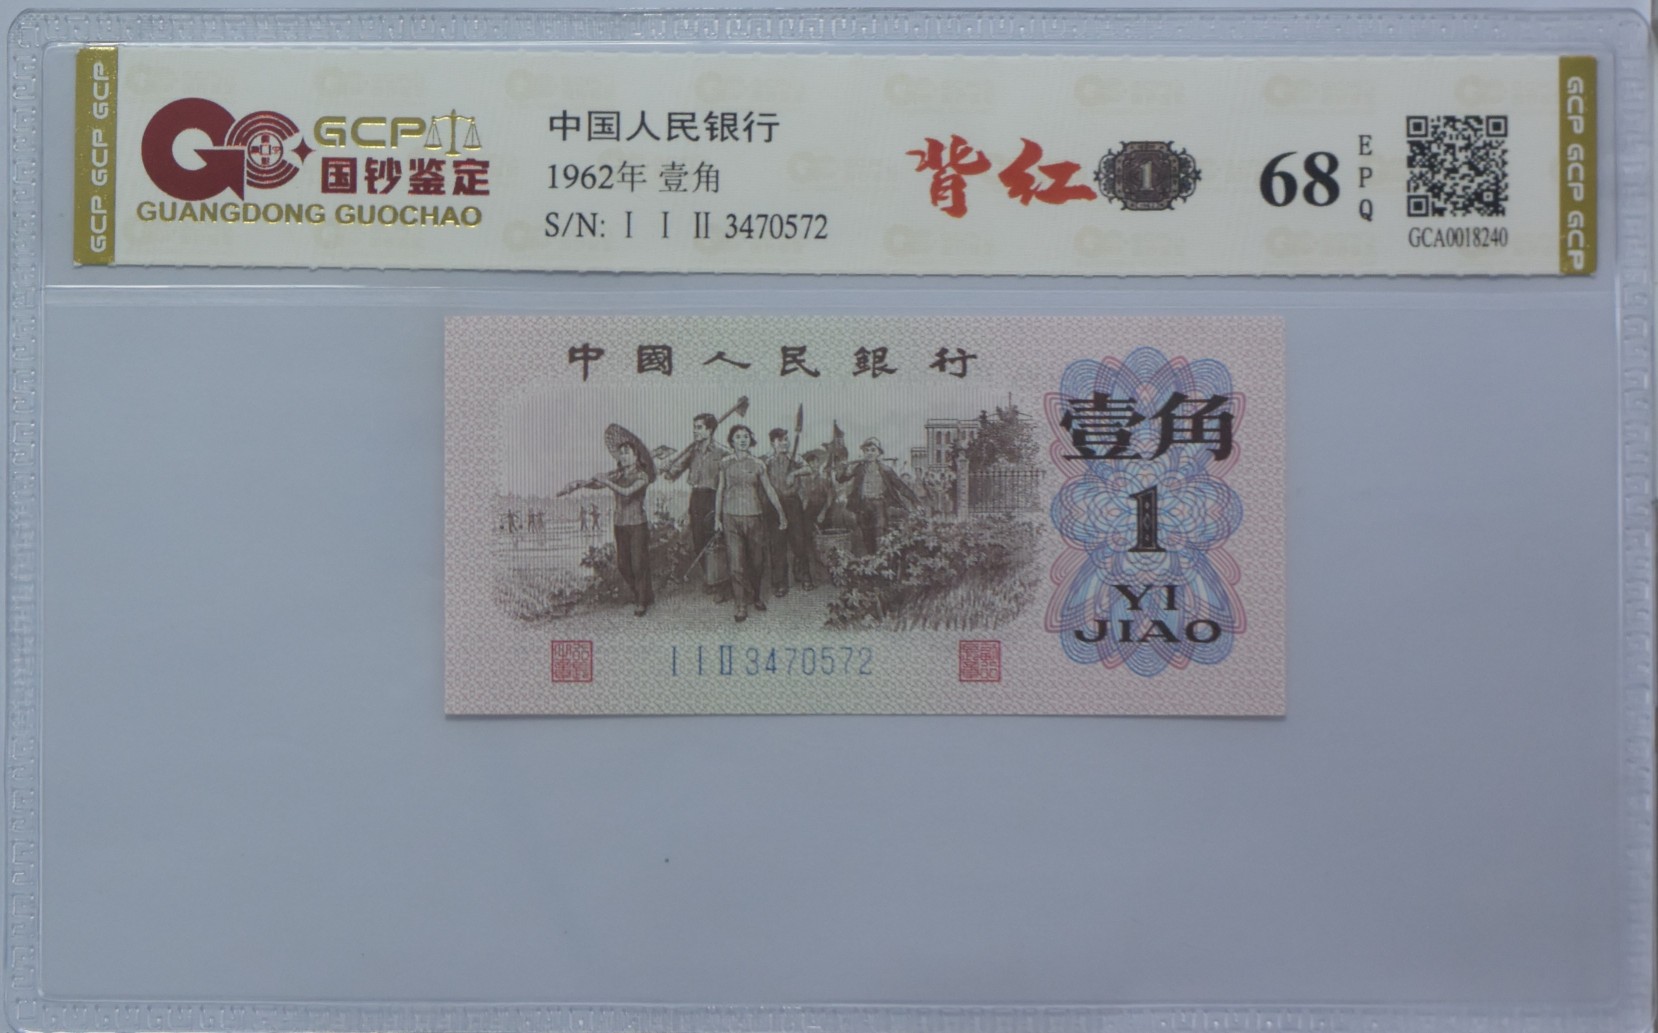 GCP GCP GCP
GCP
国钞鉴定
GUANGDONG GUOCHAO
中国人民银行
1962年 壹角
S/N: Ⅰ Ⅰ Ⅱ 3470572
背红
1
68
EPQ
GCA0018240
GCP GCP GCP
中國人民銀行
壹角
1
YI
JIAO
Ⅰ Ⅰ Ⅱ 3470572